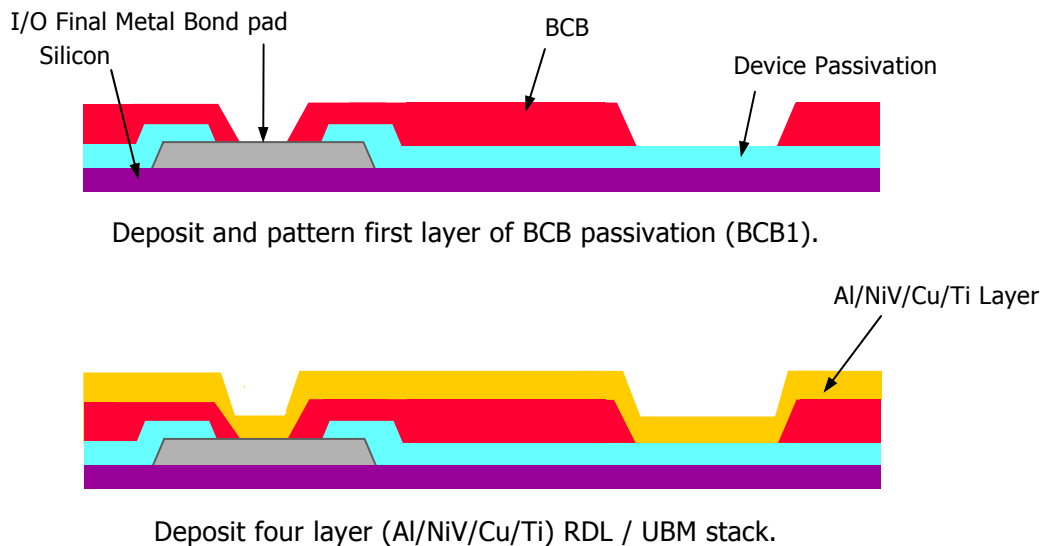 I/O Final Metal Bond pad
Silicon
BCB
Device Passivation
Deposit and pattern first layer of BCB passivation (BCB1).
Al/NiV/Cu/Ti Layer
Deposit four layer (Al/NiV/Cu/Ti) RDL / UBM stack.